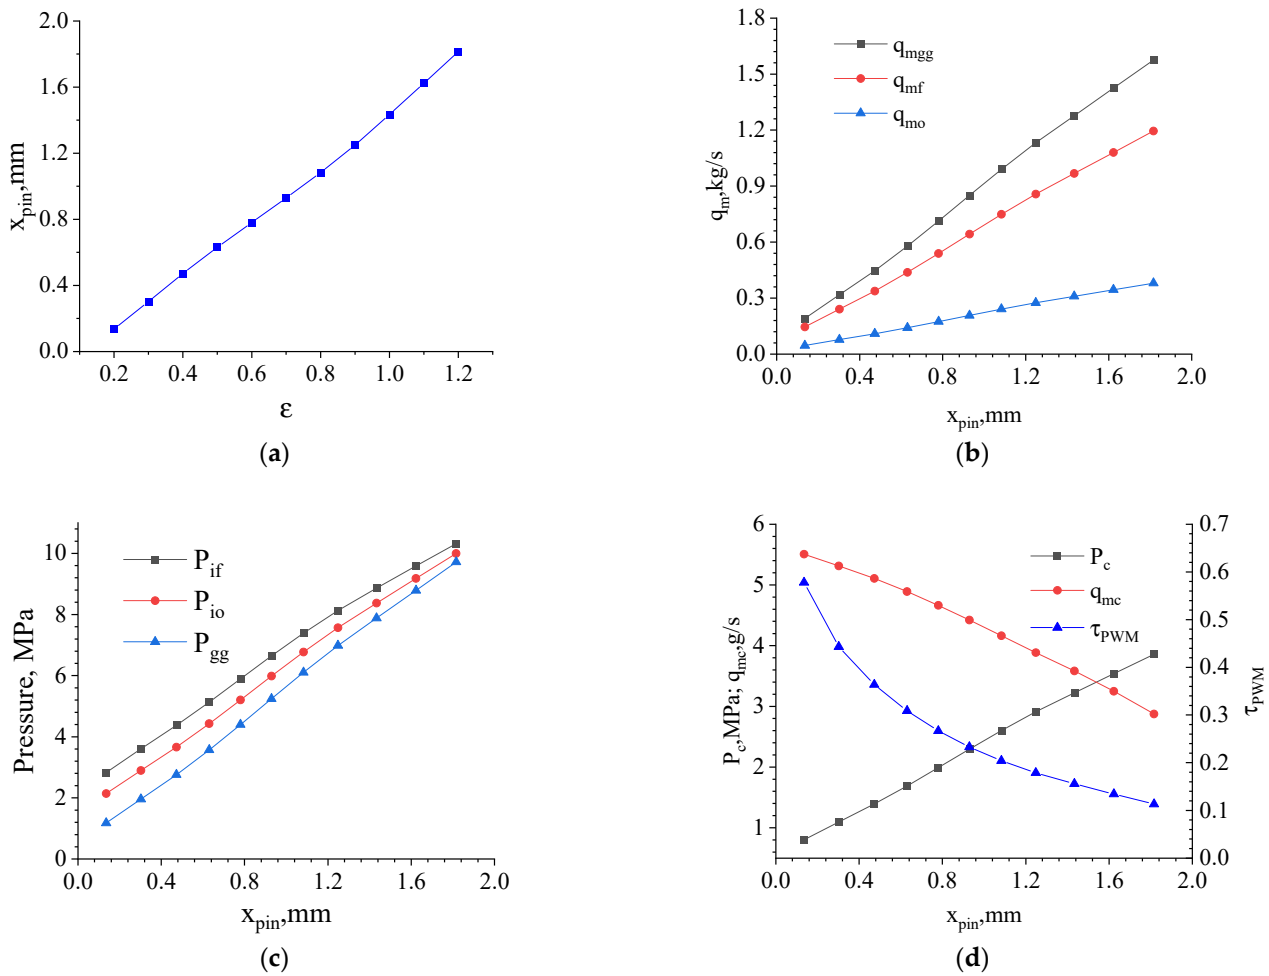 2.0
1.6
1.2
0.8
0.4
0.0
x_pin,mm
0.2 0.4 0.6 0.8 1.0 1.2
ε
(a)
1.8
1.5
1.2
0.9
0.6
0.3
0.0
q_m,kg/s
q_mgg
q_mf
q_mo
0.0 0.4 0.8 1.2 1.6 2.0
x_pin,mm
(b)
10
8
6
4
2
0
Pressure, MPa
P_if
P_io
P_gg
0.0 0.4 0.8 1.2 1.6 2.0
x_pin,mm
(c)
6
5
4
3
2
1
P_c,MPa; q_mc,g/s
P_c
q_mc
τ_PWM
0.7
0.6
0.5
0.4
0.3
0.2
0.1
0.0
τ_PWM
0.0 0.4 0.8 1.2 1.6 2.0
x_pin,mm
(d)